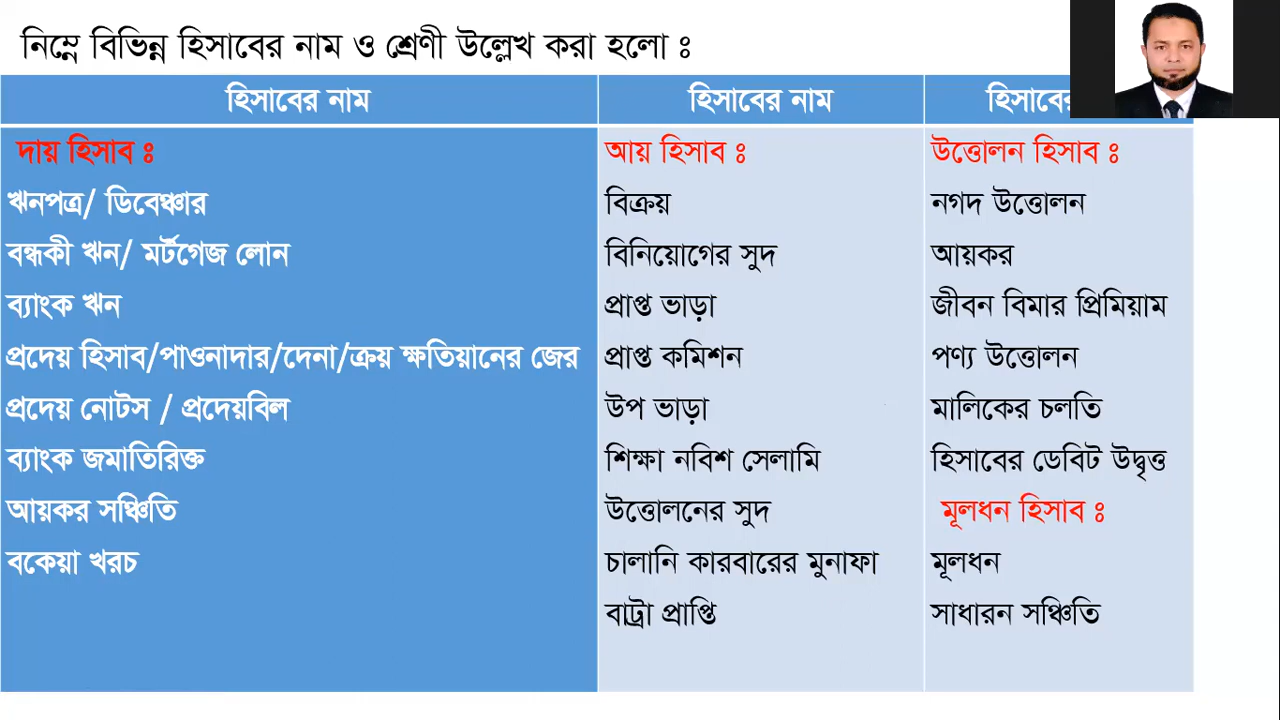 নিম্নে বিভিন্ন হিসাবের নাম ও শ্রেণী উল্লেখ করা হলো ঃ
হিসাবের নাম
দায় হিসাব ঃ
ঋনপত্র/ ডিবেঞ্চার
বন্ধকী ঋন/ মর্টগেজ লোন
ব্যাংক ঋন
প্রদেয় হিসাব/পাওনাদার/দেনা/ক্রয় ক্ষতিয়ানের জের
প্রদেয় নোটস / প্রদেয়বিল
ব্যাংক জমাতিরিক্ত
আয়কর সঞ্চিতি
বকেয়া খরচ
হিসাবের নাম
আয় হিসাব ঃ
বিক্রয়
বিনিয়োগের সুদ
প্রাপ্ত ভাড়া
প্রাপ্ত কমিশন
উপ ভাড়া
শিক্ষা নবিশ সেলামি
উত্তোলনের সুদ
চালানি কারবারের মুনাফা
বাট্রা প্রাপ্তি
হিসাবের
উত্তোলন হিসাব ঃ
নগদ উত্তোলন
আয়কর
জীবন বিমার প্রিমিয়াম
পণ্য উত্তোলন
মালিকের চলতি
হিসাবের ডেবিট উদ্বৃত্ত
মূলধন হিসাব ঃ
মূলধন
সাধারন সঞ্চিতি